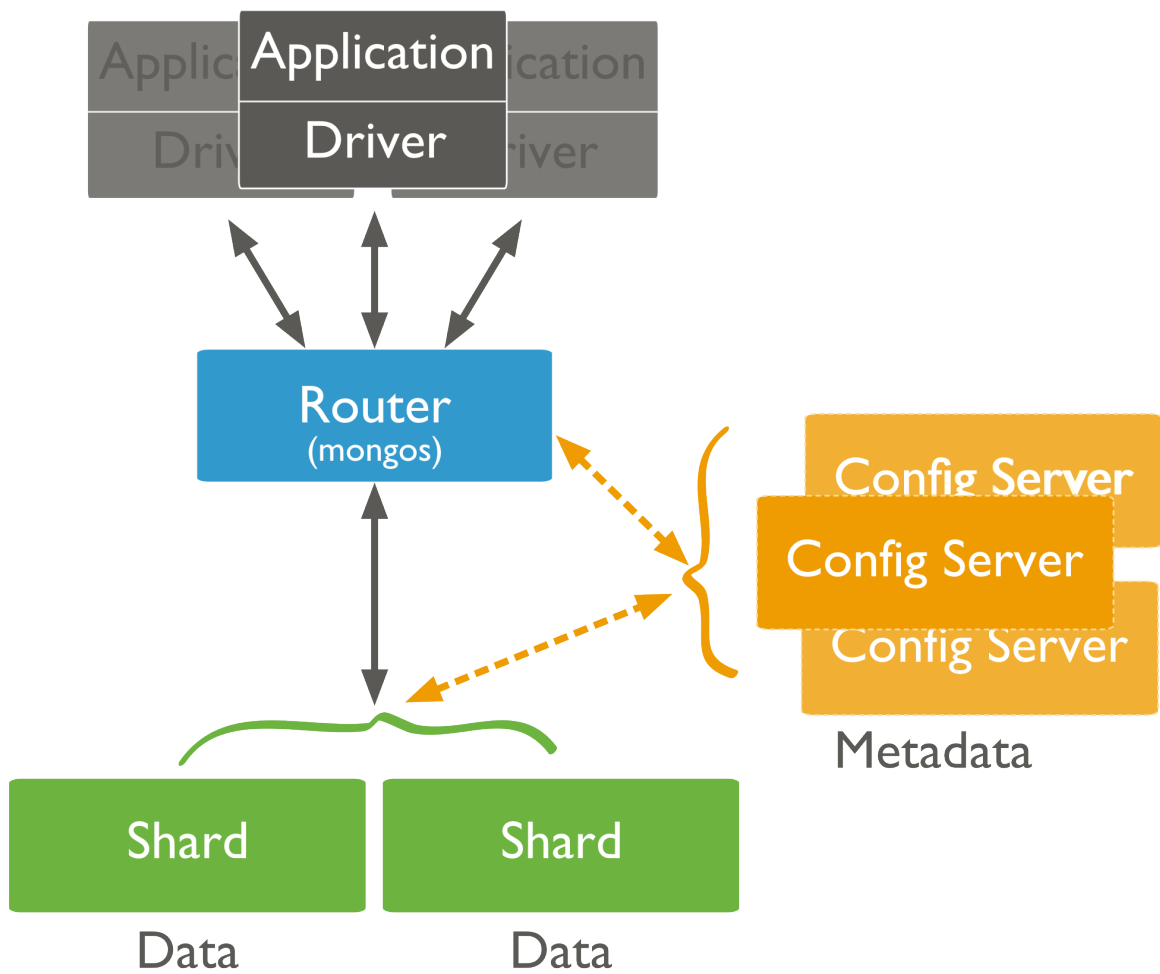 Application
Driver
Router
(mongos)
Config Server
Config Server
Config Server
Metadata
Shard
Shard
Data
Data